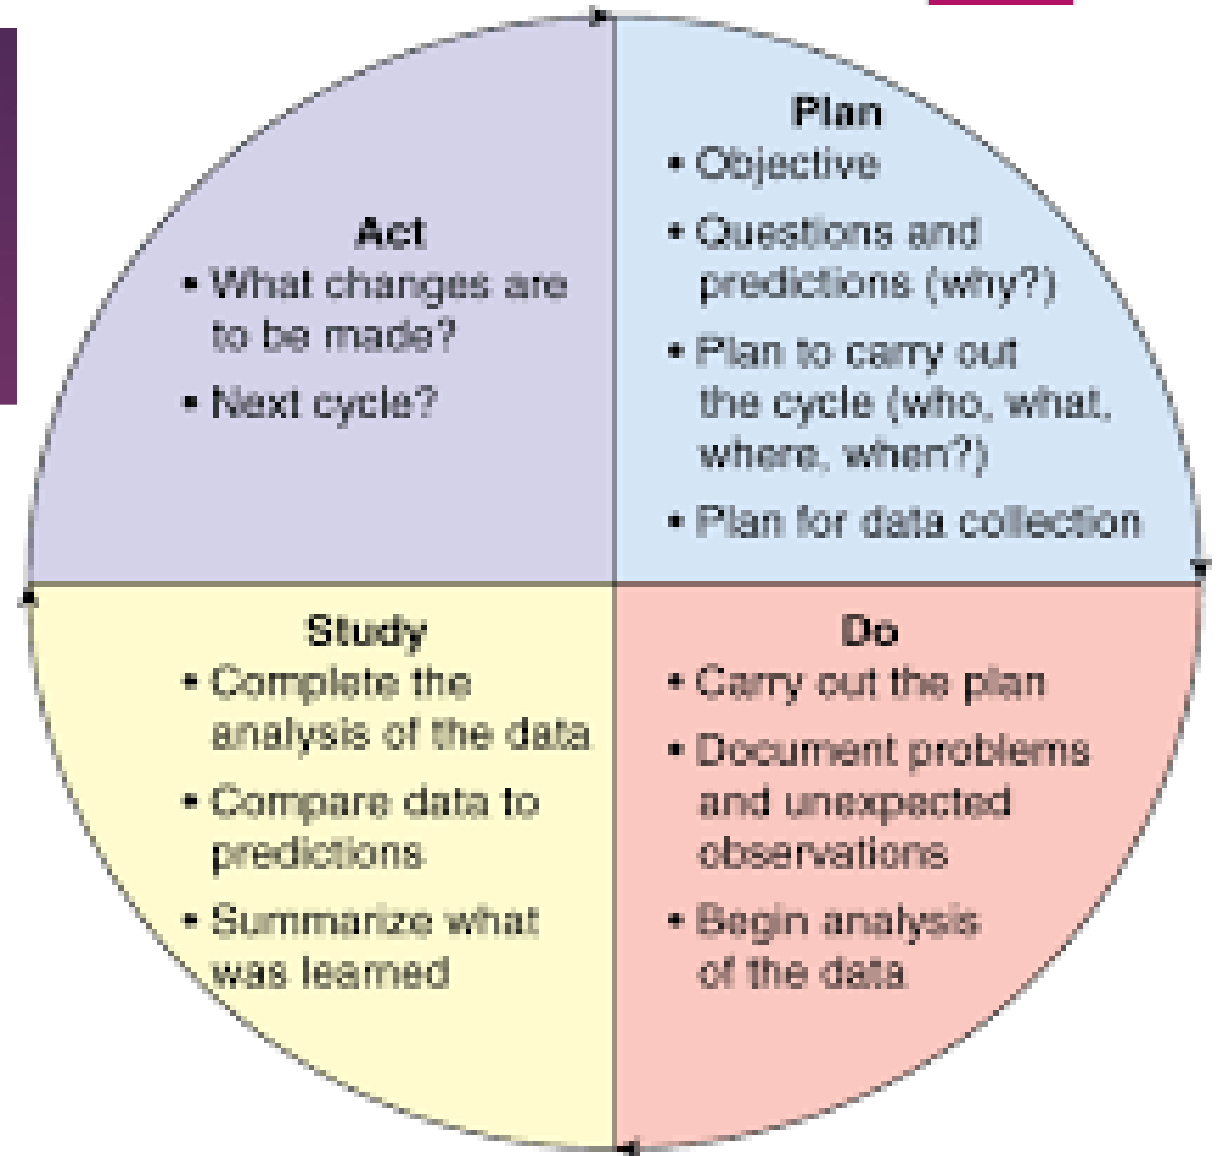 Plan
• Objective
• Questions and
predictions (why?)
• Plan to carry out
the cycle (who, what,
where, when?)
• Plan for data collection
Do
• Carry out the plan
• Document problems
and unexpected
observations
• Begin analysis
of the data
Study
• Complete the
analysis of the data
• Compare data to
predictions
• Summarize what
was learned
Act
• What changes are
to be made?
• Next cycle?